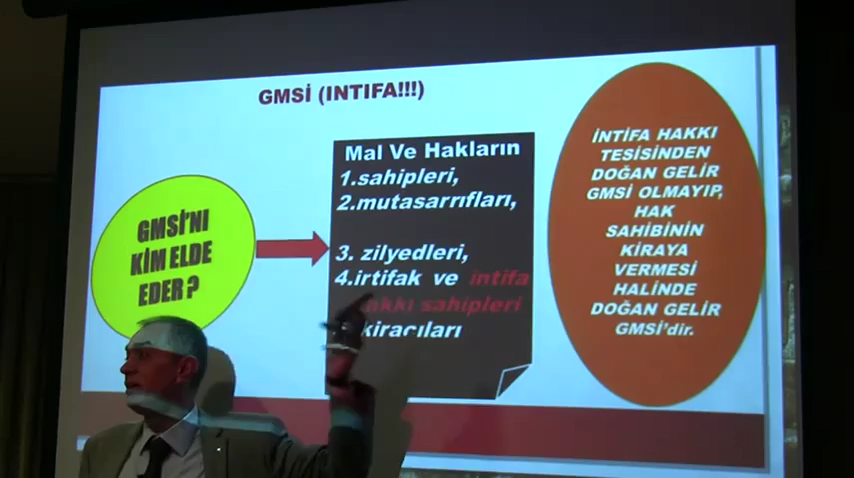 GMSİ (INTIFA!!!)
GMSİ'NI
KİM ELDE
EDER?
Mal Ve Hakların
1.sahipleri,
2.mutasarrıfları,
3. zilyedleri,
4.irtifak ve intifa
hakkı sahipleri
kiracıları
İNTİFA HAKKI
TESİSİNDEN
DOĞAN GELİR
GMSİ OLMAYIP,
HAK
SAHİBİNİN
KİRAYA
VERMESİ
HALİNDE
DOĞAN GELİR
GMSİ'dir.